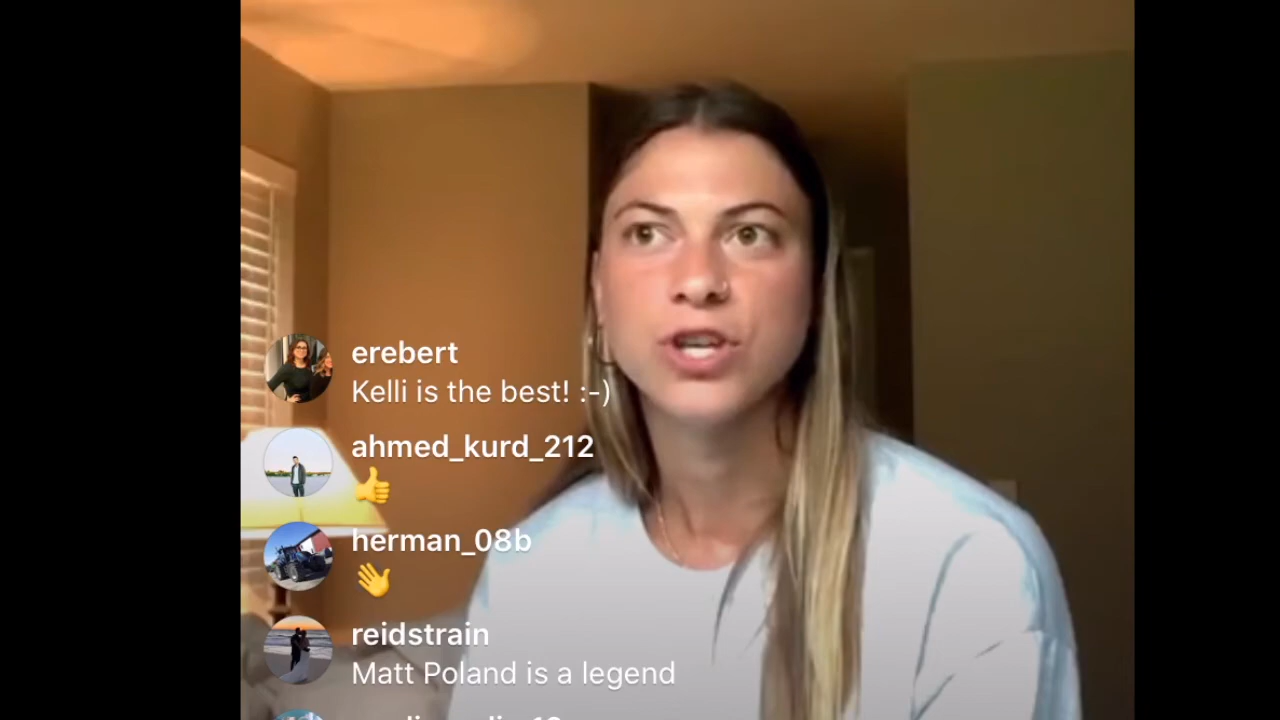 erebert
Kelli is the best! :-)
ahmed_kurd_212
👍
herman_08b
👋
reidstrain
Matt Poland is a legend